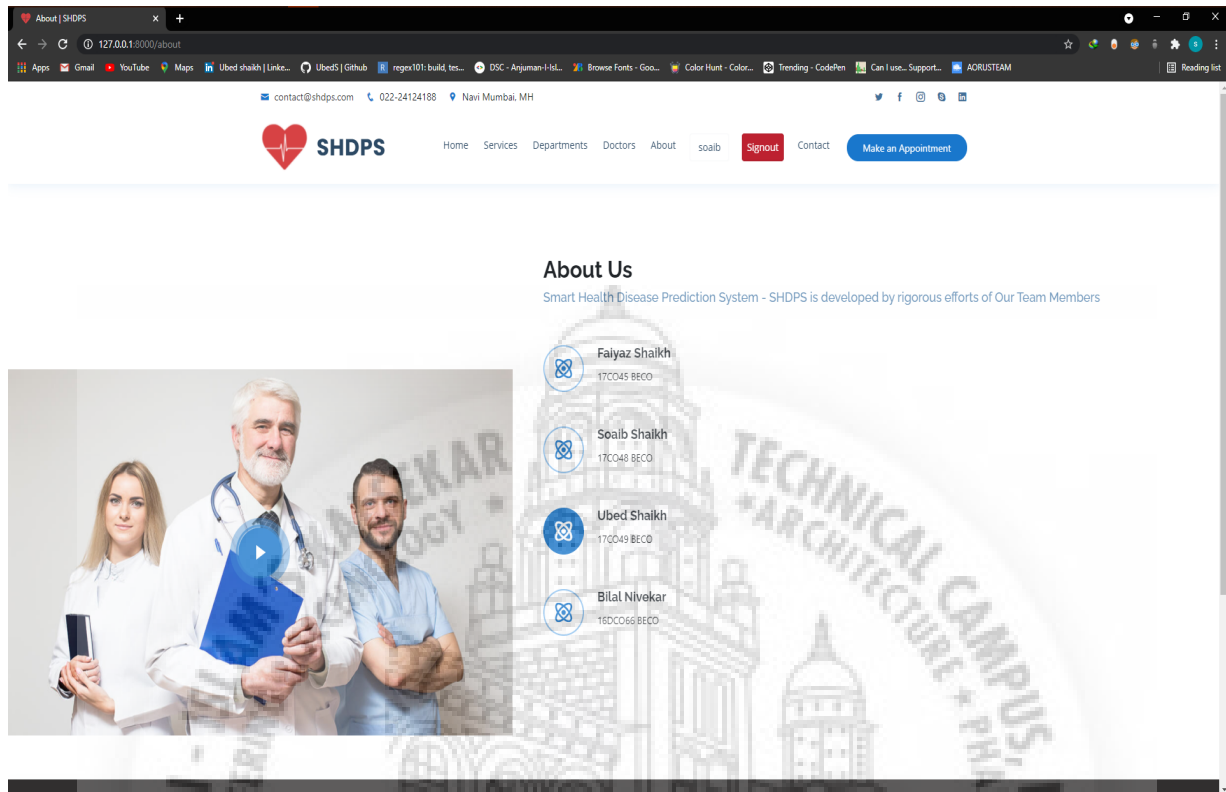 About | SHDPS
127.0.0.1:8000/about
Apps Gmail YouTube Maps Ubed shaikh | Linke... UbedS | Github regex101: build, tes... DSC - Anjuman-I-Isl... Browse Fonts - Goo... Color Hunt - Color... Trending - CodePen Can I use... Support... AORUSTEAM Reading list
contact@shdps.com 022-24124188 Navi Mumbai, MH
SHDPS Home Services Departments Doctors About soaib Signout Contact Make an Appointment
About Us
Smart Health Disease Prediction System - SHDPS is developed by rigorous efforts of Our Team Members
Faiyaz Shaikh
17CO45 BECO
Soaib Shaikh
17CO48 BECO
Ubed Shaikh
17CO49 BECO
Bilal Nivekar
16DCO66 BECO
TECHNICAL CAMPUS,
* ARCHITECTURE *